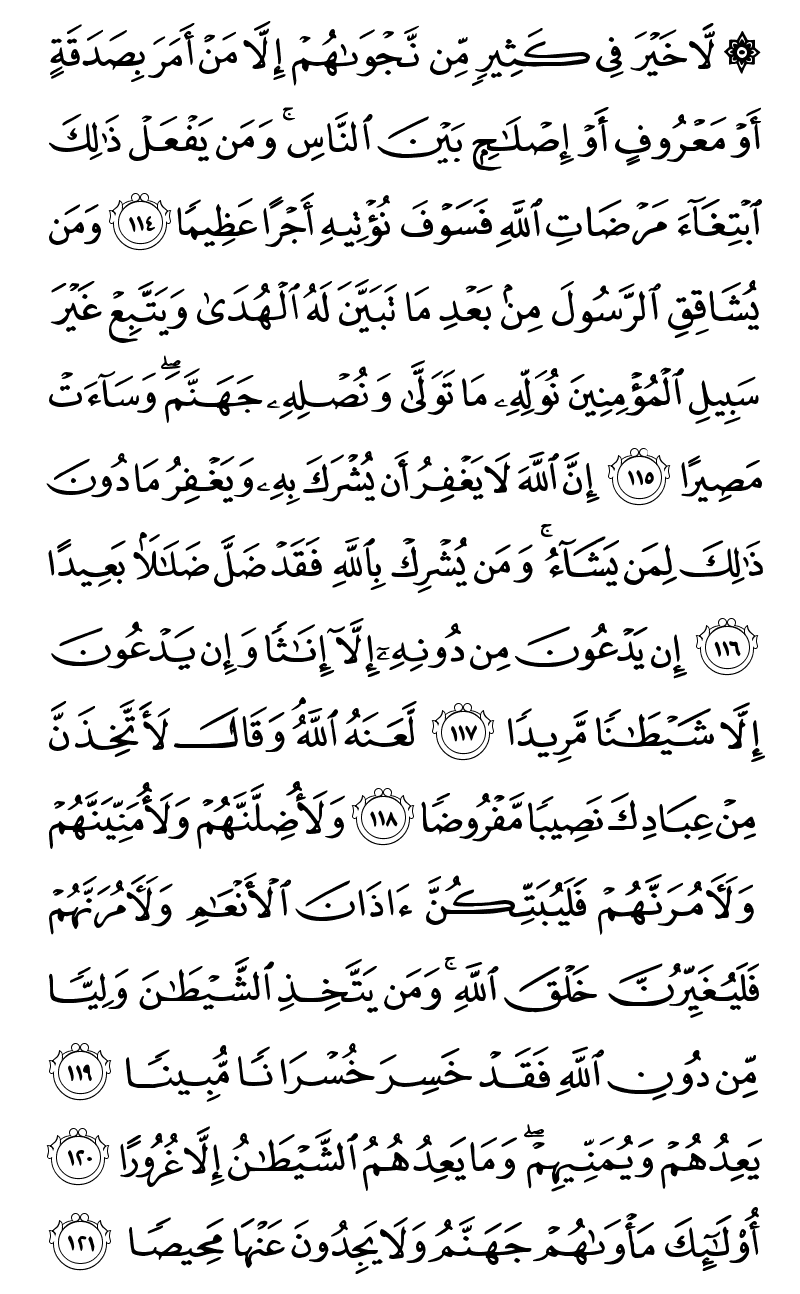 ۞ لَّا خَيْرَ فِي كَثِيرٍ مِّن نَّجْوَىٰهُمْ إِلَّا مَنْ أَمَرَ بِصَدَقَةٍ
أَوْ مَعْرُوفٍ أَوْ إِصْلَٰحٍۭ بَيْنَ ٱلنَّاسِ ۚ وَمَن يَفْعَلْ ذَٰلِكَ
ٱبْتِغَآءَ مَرْضَاتِ ٱللَّهِ فَسَوْفَ نُؤْتِيهِ أَجْرًا عَظِيمًا ١١٤ وَمَن
يُشَاقِقِ ٱلرَّسُولَ مِنۢ بَعْدِ مَا تَبَيَّنَ لَهُ ٱلْهُدَىٰ وَيَتَّبِعْ غَيْرَ
سَبِيلِ ٱلْمُؤْمِنِينَ نُوَلِّهِۦ مَا تَوَلَّىٰ وَنُصْلِهِۦ جَهَنَّمَ ۖ وَسَآءَتْ
مَصِيرًا ١١٥ إِنَّ ٱللَّهَ لَا يَغْفِرُ أَن يُشْرَكَ بِهِۦ وَيَغْفِرُ مَا دُونَ
ذَٰلِكَ لِمَن يَشَآءُ ۚ وَمَن يُشْرِكْ بِٱللَّهِ فَقَدْ ضَلَّ ضَلَٰلًۢا بَعِيدًا
١١٦ إِن يَدْعُونَ مِن دُونِهِۦٓ إِلَّآ إِنَٰثًا وَإِن يَدْعُونَ
إِلَّا شَيْطَٰنًا مَّرِيدًا ١١٧ لَّعَنَهُ ٱللَّهُ ۘ وَقَالَ لَأَتَّخِذَنَّ
مِنْ عِبَادِكَ نَصِيبًا مَّفْرُوضًا ١١٨ وَلَأُضِلَّنَّهُمْ وَلَأُمَنِّيَنَّهُمْ
وَلَءَامُرَنَّهُمْ فَلَيُبَتِّكُنَّ ءَاذَانَ ٱلْأَنْعَٰمِ وَلَءَامُرَنَّهُمْ
فَلَيُغَيِّرُنَّ خَلْقَ ٱللَّهِ ۚ وَمَن يَتَّخِذِ ٱلشَّيْطَٰنَ وَلِيًّا
مِّن دُونِ ٱللَّهِ فَقَدْ خَسِرَ خُسْرَانًا مُّبِينًا ١١٩
يَعِدُهُمْ وَيُمَنِّيهِمْ ۖ وَمَا يَعِدُهُمُ ٱلشَّيْطَٰنُ إِلَّا غُرُورًا ١٢٠
أُو۟لَٰٓئِكَ مَأْوَىٰهُمْ جَهَنَّمُ وَلَا يَجِدُونَ عَنْهَا مَحِيصًا ١٢١